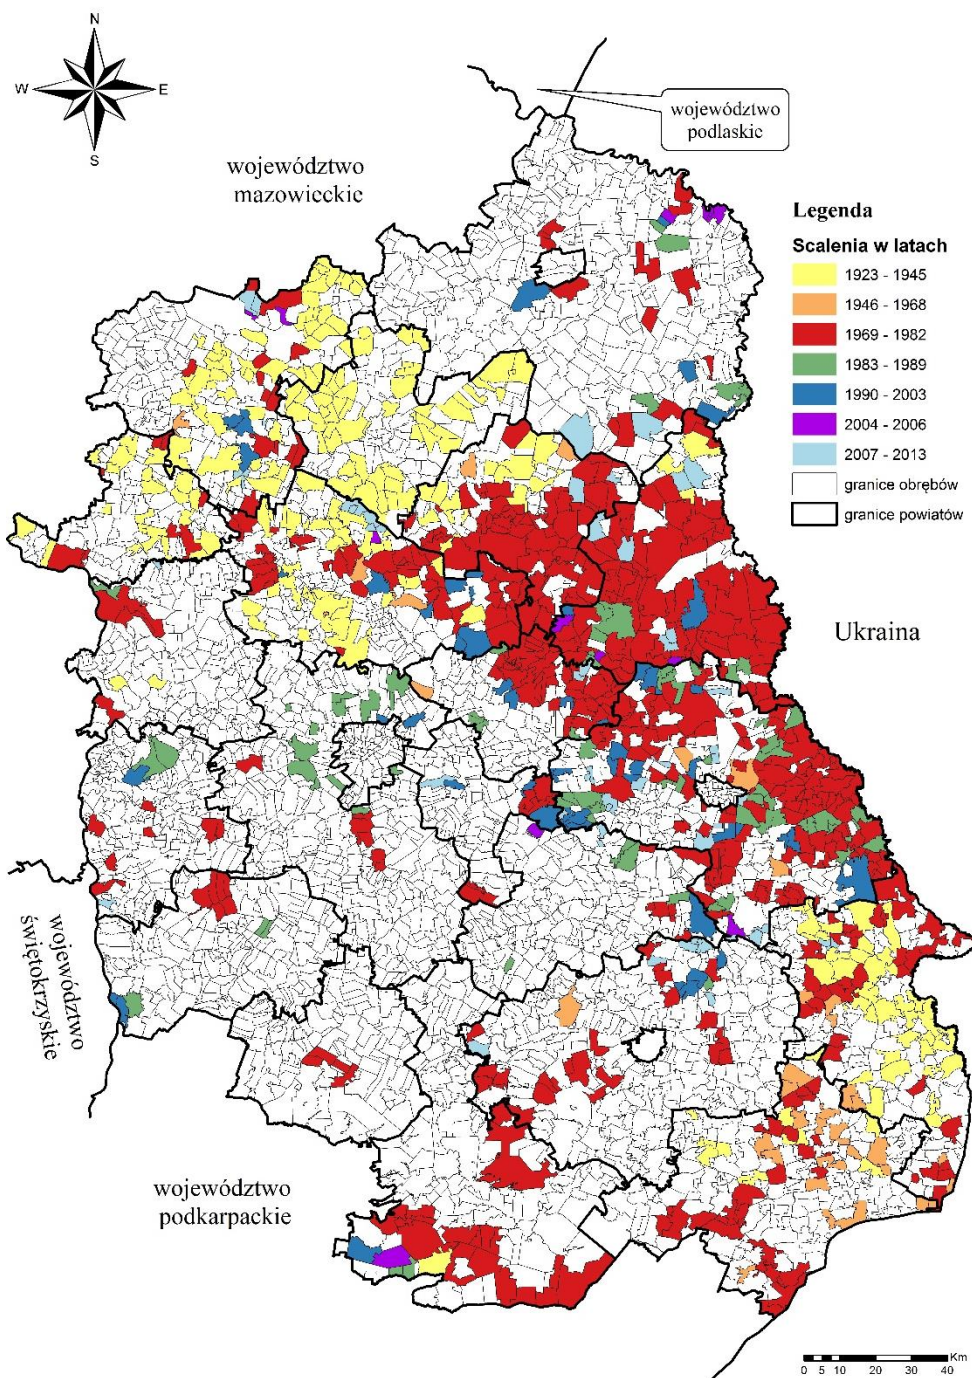 N
W
E
S
województwo
podlaskie
województwo
mazowieckie
Legenda
Scalenia w latach
1923 - 1945
1946 - 1968
1969 - 1982
1983 - 1989
1990 - 2003
2004 - 2006
2007 - 2013
granice obrębów
granice powiatów
Ukraina
województwo
świętokrzyskie
województwo
podkarpackie
Km
0 5 10 20 30 40